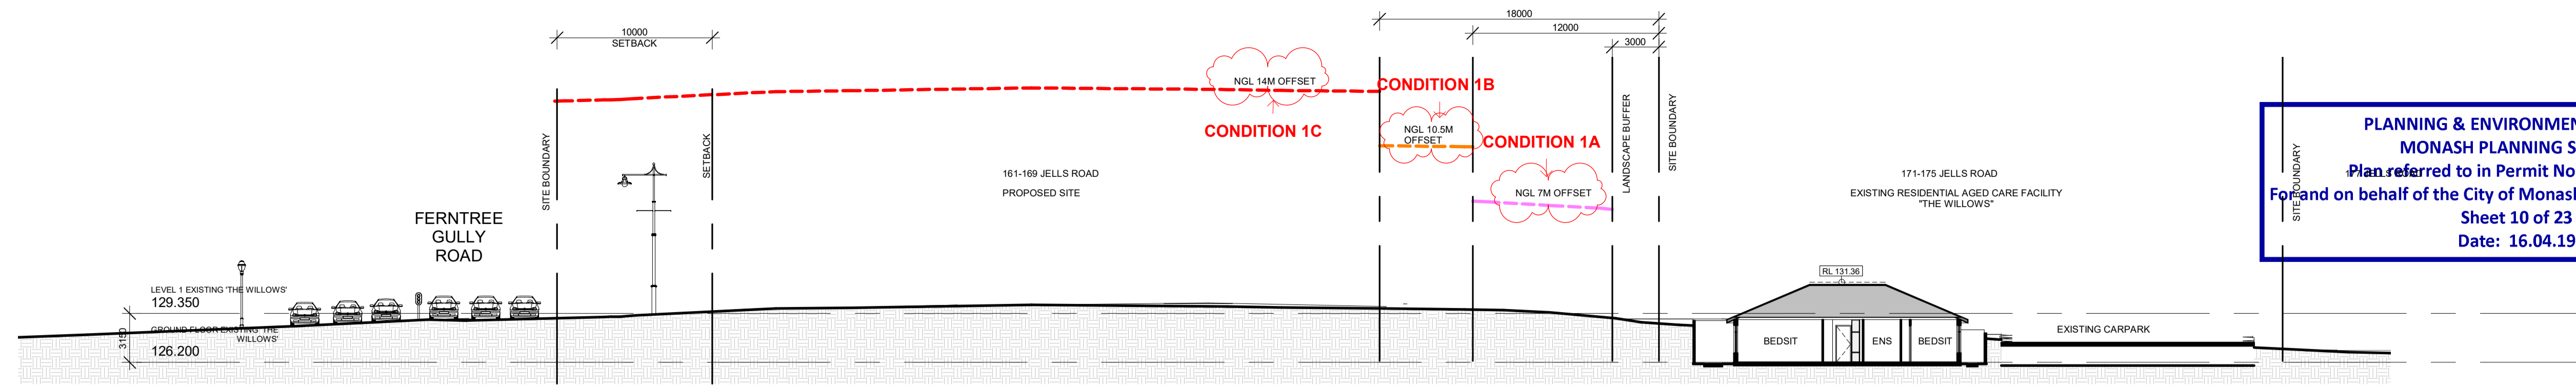 18000
12000
3000
10000
SETBACK
NGL 14M OFFSET
CONDITION 1B
CONDITION 1C
NGL 10.5M
OFFSET
CONDITION 1A
NGL 7M OFFSET
SITE BOUNDARY
SETBACK
LANDSCAPE BUFFER
SITE BOUNDARY
SITE BOUNDARY
161-169 JELLS ROAD
PROPOSED SITE
171-175 JELLS ROAD
EXISTING RESIDENTIAL AGED CARE FACILITY
"THE WILLOWS"
PLANNING & ENVIRONMEN
MONASH PLANNING S
Plan referred to in Permit No
For and on behalf of the City of Monash
Sheet 10 of 23
Date: 16.04.19
FERNTREE
GULLY
ROAD
LEVEL 1 EXISTING 'THE WILLOWS'
129.350
GROUND FLOOR EXISTING 'THE
WILLOWS'
126.200
3150
RL 131.36
BEDSIT
ENS
BEDSIT
EXISTING CARPARK